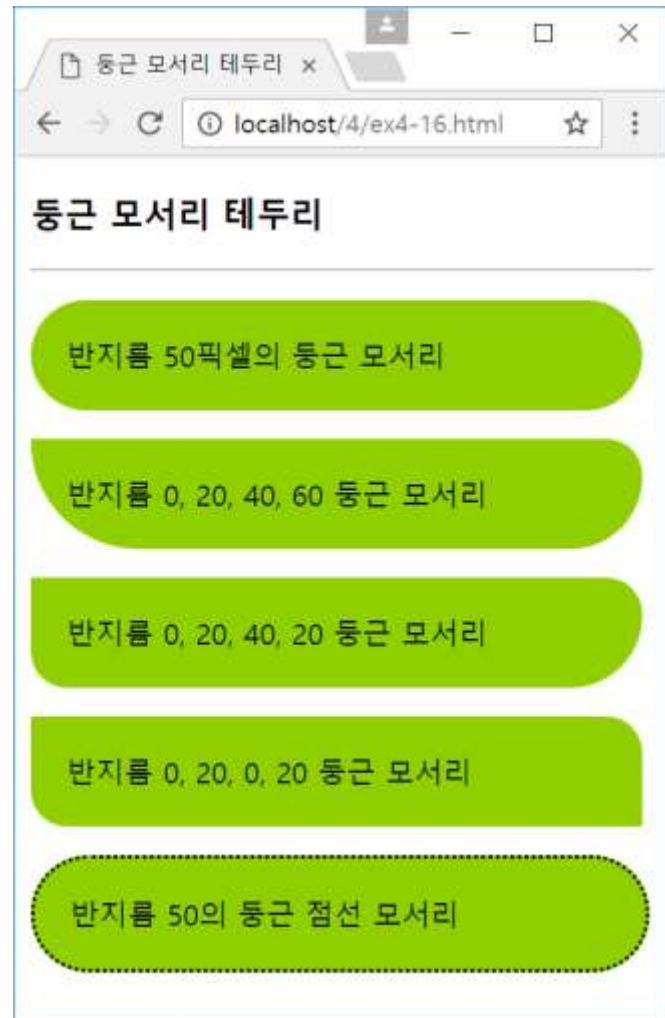 둥근 모서리 테두리
localhost/4/ex4-16.html
둥근 모서리 테두리
반지름 50픽셀의 둥근 모서리
반지름 0, 20, 40, 60 둥근 모서리
반지름 0, 20, 40, 20 둥근 모서리
반지름 0, 20, 0, 20 둥근 모서리
반지름 50의 둥근 점선 모서리